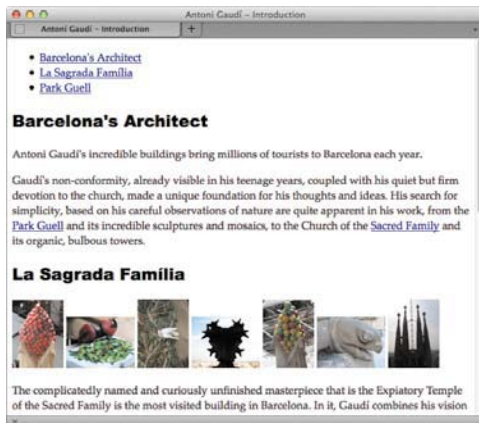 Antoni Gaudí – Introduction
Antoni Gaudí – Introduction
+
Barcelona's Architect
La Sagrada Família
Park Guell
Barcelona's Architect
Antoni Gaudí's incredible buildings bring millions of tourists to Barcelona each year.
Gaudí's non-conformity, already visible in his teenage years, coupled with his quiet but firm
devotion to the church, made a unique foundation for his thoughts and ideas. His search for
simplicity, based on his careful observations of nature are quite apparent in his work, from the
Park Guell and its incredible sculptures and mosaics, to the Church of the Sacred Family and
its organic, bulbous towers.
La Sagrada Família
The complicatedly named and curiously unfinished masterpiece that is the Expiatory Temple
of the Sacred Family is the most visited building in Barcelona. In it, Gaudí combines his vision